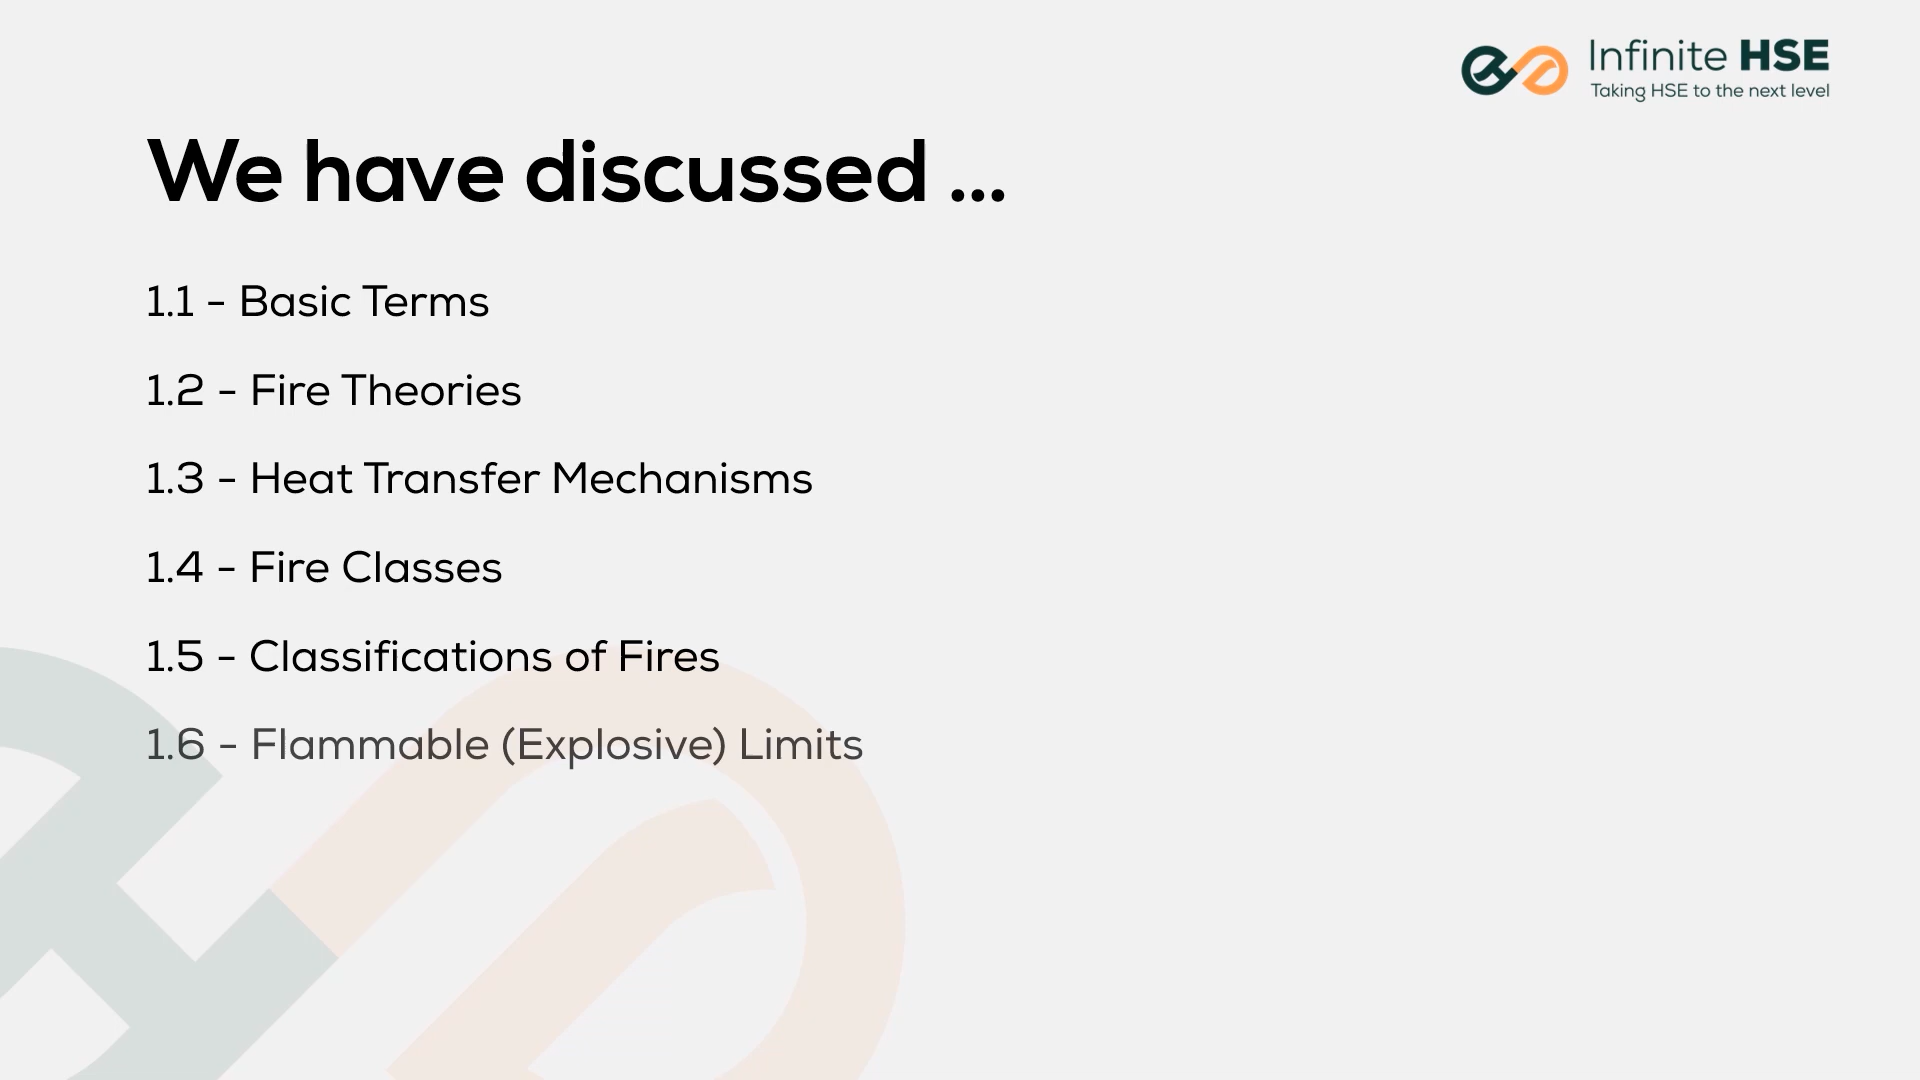 Infinite HSE
Taking HSE to the next level
We have discussed ...
1.1 - Basic Terms
1.2 - Fire Theories
1.3 - Heat Transfer Mechanisms
1.4 - Fire Classes
1.5 - Classifications of Fires
1.6 - Flammable (Explosive) Limits